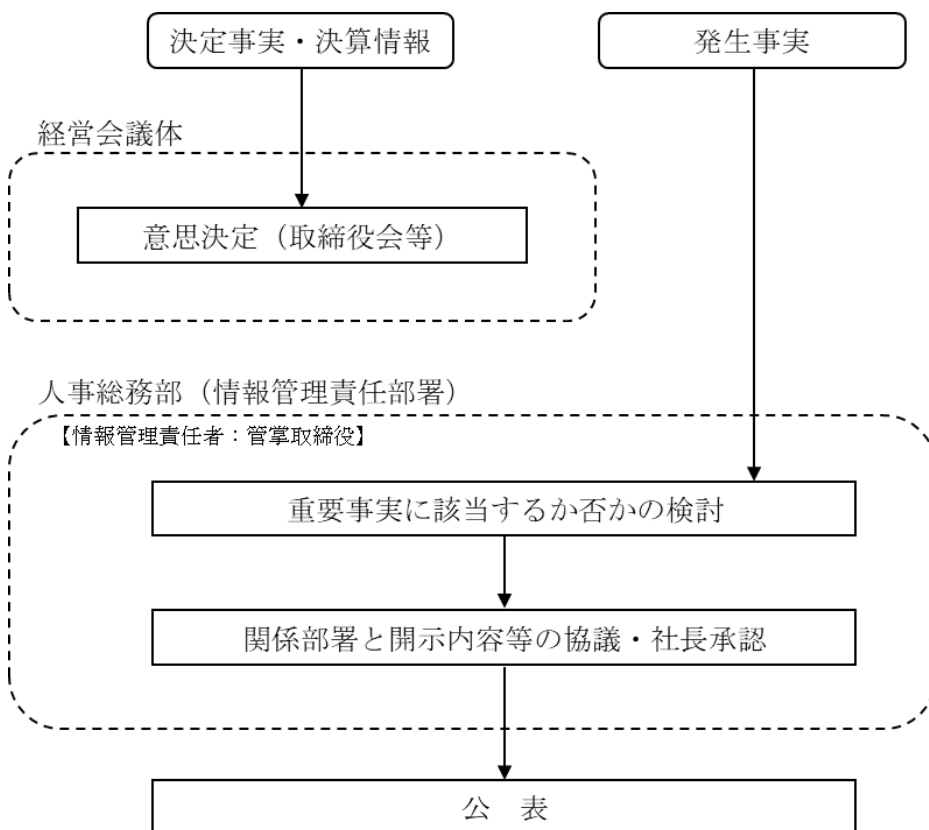 決定事実・決算情報
発生事実
経営会議体
意思決定（取締役会等）
人事総務部（情報管理責任部署）
【情報管理責任者：管掌取締役】
重要事実に該当するか否かの検討
関係部署と開示内容等の協議・社長承認
公　表